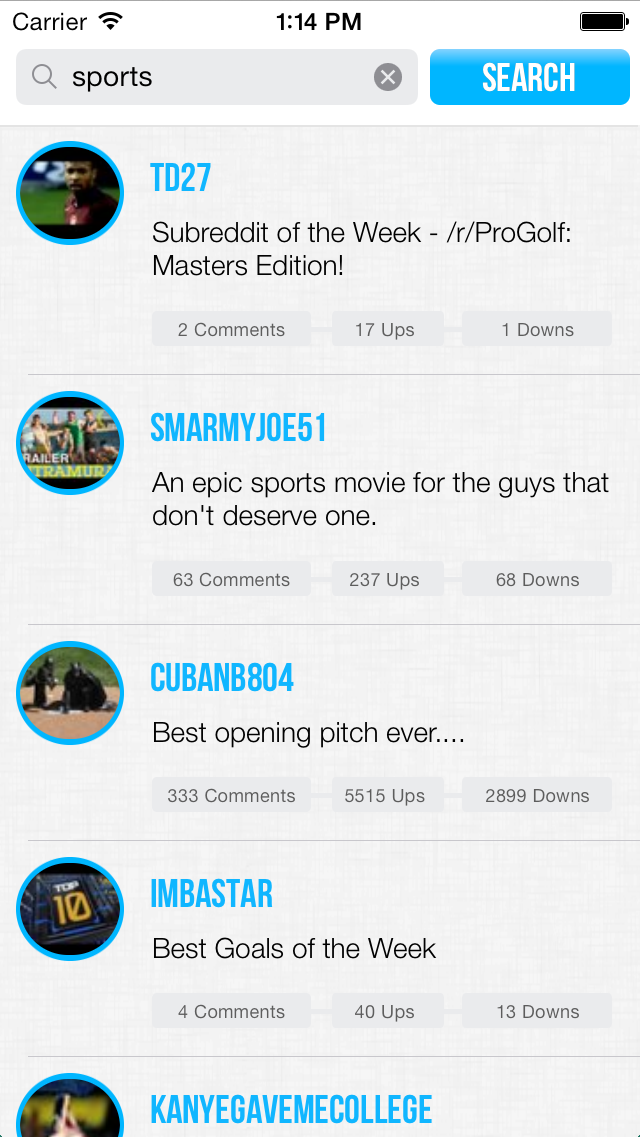 Carrier 1:14 PM
sports SEARCH
TD27
Subreddit of the Week - /r/ProGolf:
Masters Edition!
2 Comments 17 Ups 1 Downs
SMARMYJOE51
RAILER
TRAMURA
An epic sports movie for the guys that
don't deserve one.
63 Comments 237 Ups 68 Downs
CUBANB804
Best opening pitch ever....
333 Comments 5515 Ups 2899 Downs
IMBASTAR
TOP
10
Best Goals of the Week
4 Comments 40 Ups 13 Downs
KANYEGAVEMECOLLEGE